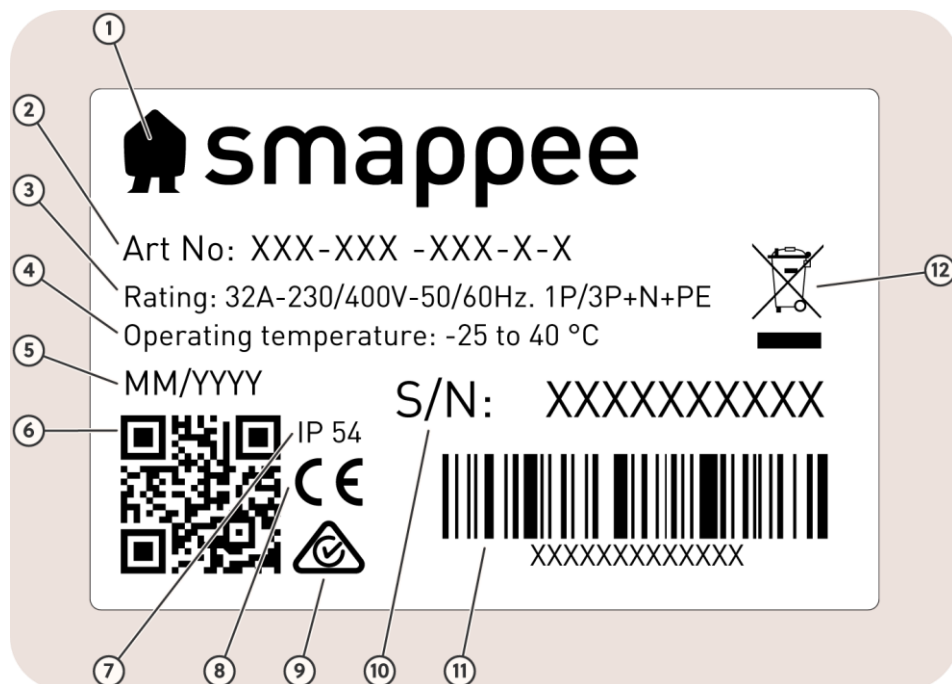 1
2
smappee
3
Art No: XXX-XXX -XXX-X-X
4
Rating: 32A-230/400V-50/60Hz. 1P/3P+N+PE
12
Operating temperature: -25 to 40 °C
5
MM/YYYY
S/N: XXXXXXXXXX
6
IP 54
CE
XXXXXXXXXXXXX
7
8
9
10
11